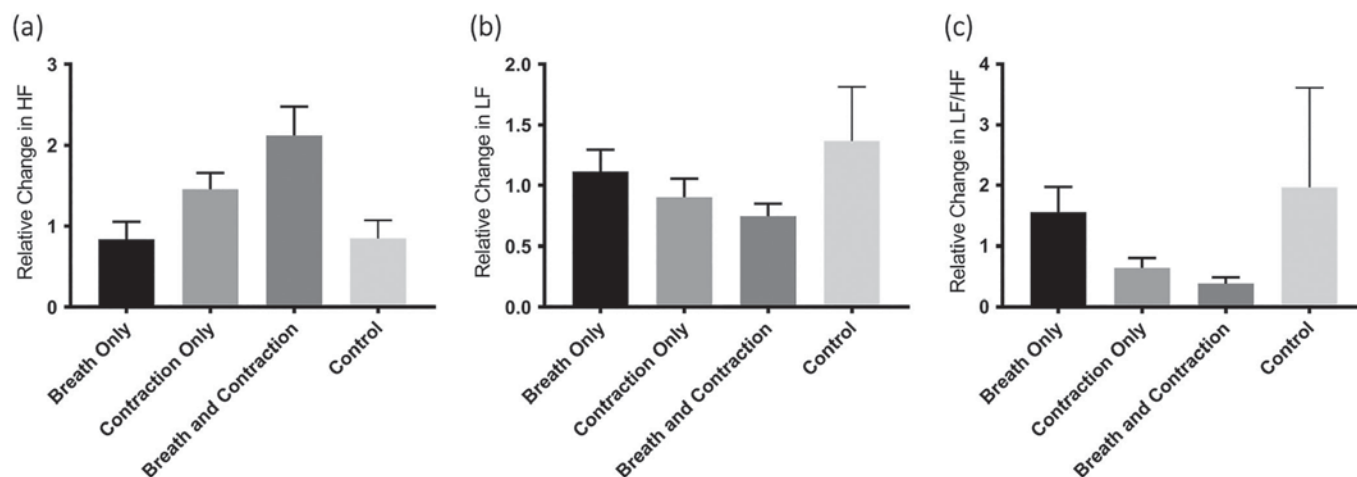 (a)
Relative Change in HF
3
2
1
0
Breath Only
Contraction Only
Breath and Contraction
Control
(b)
Relative Change in LF
2.0
1.5
1.0
0.5
0.0
Breath Only
Contraction Only
Breath and Contraction
Control
(c)
Relative Change in LF/HF
4
3
2
1
0
Breath Only
Contraction Only
Breath and Contraction
Control